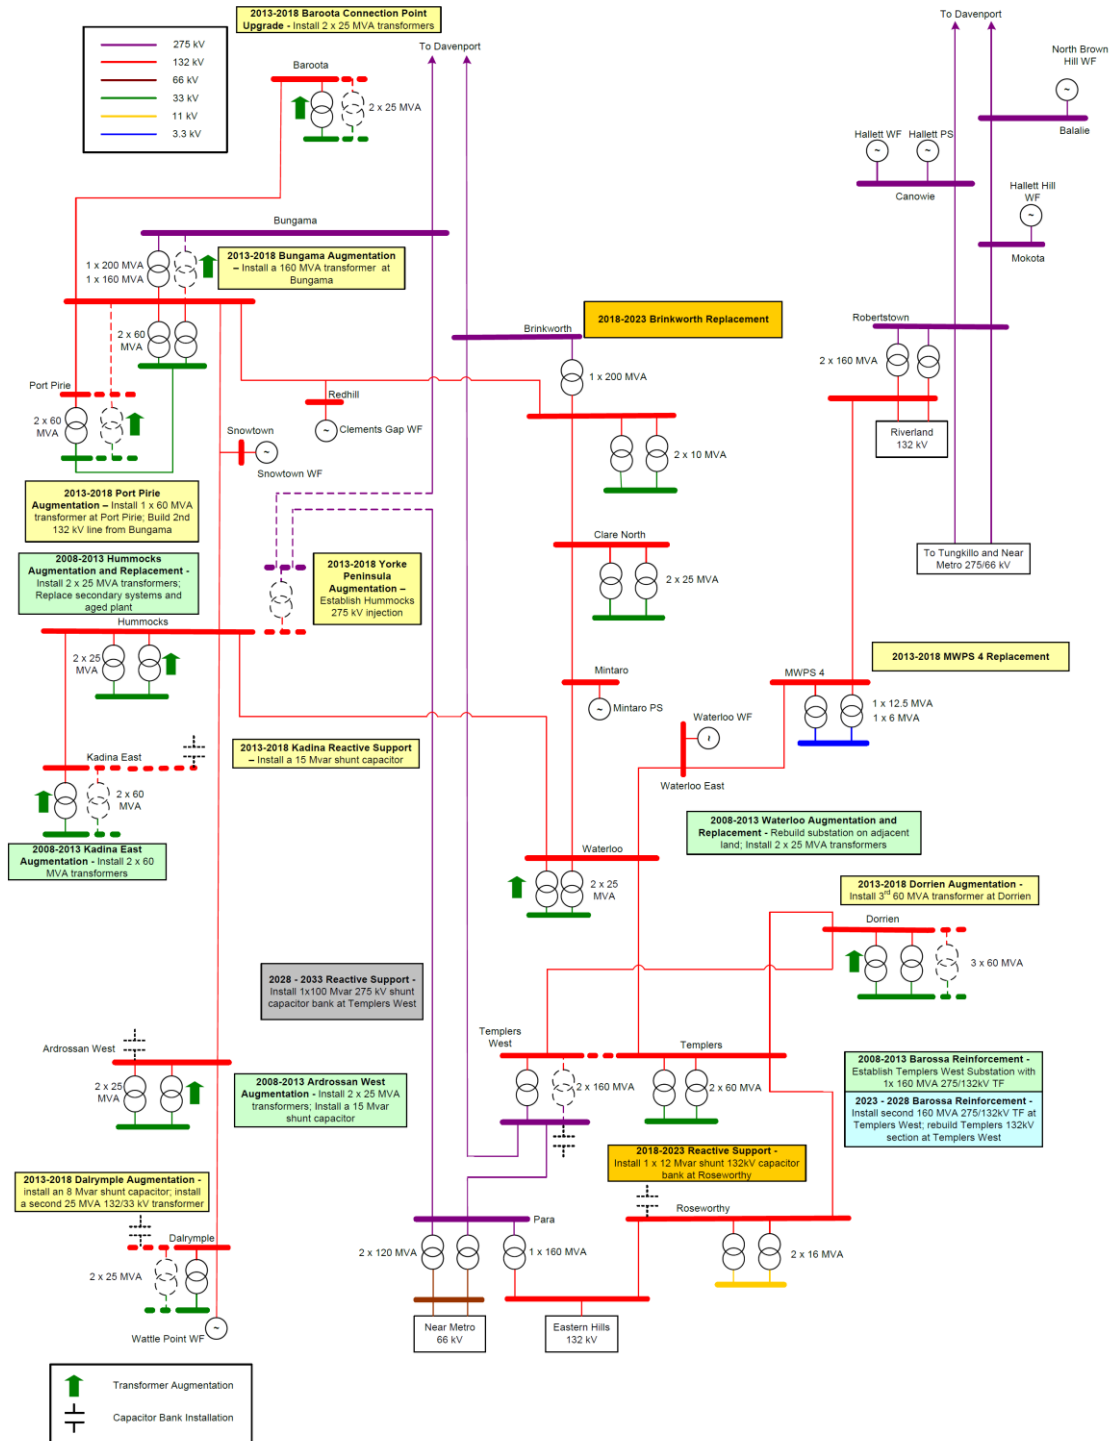 2013-2018 Baroota Connection Point
Upgrade - Install 2 x 25 MVA transformers
275 kV
132 kV
66 kV
33 kV
11 kV
3.3 kV
To Davenport
To Davenport
Baroota
2 x 25 MVA
North Brown
Hill WF
Balalie
Hallett WF
Hallett PS
Canowie
Hallett Hill
WF
Mokota
Bungama
1 x 200 MVA
1 x 160 MVA
2013-2018 Bungama Augmentation
– Install a 160 MVA transformer at
Bungama
2 x 60
MVA
Brinkworth
2018-2023 Brinkworth Replacement
1 x 200 MVA
Robertstown
2 x 160 MVA
Riverland
132 kV
Port Pirie
2 x 60
MVA
Redhill
Clements Gap WF
Snowtown
Snowtown WF
2 x 10 MVA
2013-2018 Port Pirie
Augmentation – Install 1 x 60 MVA
transformer at Port Pirie; Build 2nd
132 kV line from Bungama
Clare North
2 x 25 MVA
To Tungkillo and Near
Metro 275/66 kV
2008-2013 Hummocks
Augmentation and Replacement -
Install 2 x 25 MVA transformers;
Replace secondary systems and
aged plant
2013-2018 Yorke
Peninsula
Augmentation –
Establish Hummocks
275 kV injection
Hummocks
2 x 25
MVA
2013-2018 MWPS 4 Replacement
Mintaro
Mintaro PS
MWPS 4
1 x 12.5 MVA
1 x 6 MVA
Waterloo WF
Waterloo East
Kadina East
2013-2018 Kadina Reactive Support
– Install a 15 Mvar shunt capacitor
2 x 60
MVA
2008-2013 Kadina East
Augmentation - Install 2 x 60
MVA transformers
2008-2013 Waterloo Augmentation and
Replacement - Rebuild substation on adjacent
land; Install 2 x 25 MVA transformers
Waterloo
2 x 25
MVA
2013-2018 Dorrien Augmentation -
Install 3rd 60 MVA transformer at Dorrien
Dorrien
3 x 60 MVA
2028 - 2033 Reactive Support -
Install 1x100 Mvar 275 kV shunt
capacitor bank at Templers West
Templers
West
Templers
2 x 160 MVA
2 x 60 MVA
Ardrossan West
2 x 25
MVA
2008-2013 Ardrossan West
Augmentation - Install 2 x 25 MVA
transformers; Install a 15 Mvar
shunt capacitor
2008-2013 Barossa Reinforcement -
Establish Templers West Substation with
1x 160 MVA 275/132kV TF
2023 - 2028 Barossa Reinforcement -
Install second 160 MVA 275/132kV TF at
Templers West; rebuild Templers 132kV
section at Templers West
2018-2023 Reactive Support -
Install 1 x 12 Mvar shunt 132kV capacitor
bank at Roseworthy
2013-2018 Dalrymple Augmentation -
install an 8 Mvar shunt capacitor; install
a second 25 MVA 132/33 kV transformer
Roseworthy
2 x 16 MVA
Para
2 x 120 MVA
1 x 160 MVA
Dalrymple
2 x 25 MVA
Wattle Point WF
Near Metro
66 kV
Eastern Hills
132 kV
Transformer Augmentation
Capacitor Bank Installation